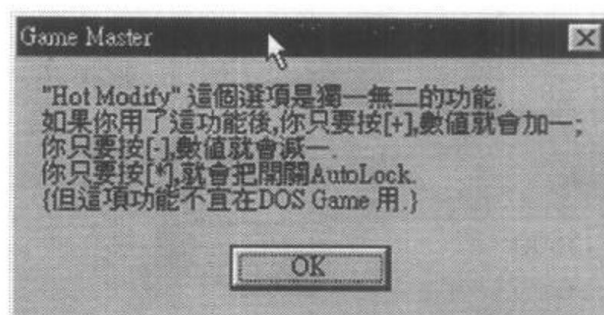 Game Master
"Hot Modify" 這個選項是獨一無二的功能.
如果你用了這功能後,你只要按[+],數值就會加一;
你只要按[-],數值就會減一.
你只要按[*],就會把開關AutoLock.
{但這項功能不宜在DOS Game 用.}
OK